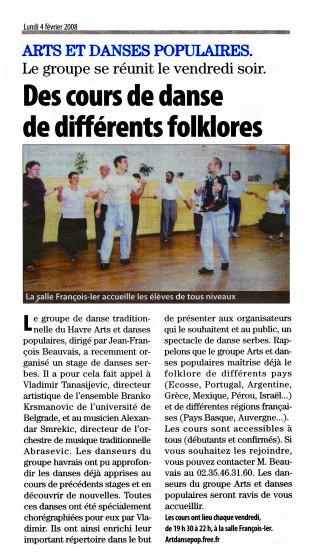 Lundi 4 février 2008
ARTS ET DANSES POPULAIRES.
Le groupe se réunit le vendredi soir.
Des cours de danse
de différents folklores
La salle François-Ier accueille les élèves de tous niveaux
Le groupe de danse tradition-
nelle du Havre Arts et danses
populaires, dirigé par Jean-Fran-
çois Beauvais, a recemment or-
ganisé un stage de danses ser-
bes. Il a pour cela fait appel à
Vladimir Tanasijevic, directeur
artistique de l'ensemble Branko
Krsmanovic de l'université de
Belgrade, et au musicien Alexan-
dar Smrekic, directeur de l'or-
chestre de musique traditionnelle
Abrasevic. Les danseurs du
groupe havrais ont pu approfon-
dir les danses déjà apprises au
cours de précédents stages et en
découvrir de nouvelles. Toutes
ces danses ont été spécialement
chorégraphiées pour eux par Vla-
dimir. Ils ont ainsi enrichi leur
important répertoire dans le but
de présenter aux organisateurs
qui le souhaitent et au public, un
spectacle de danse serbes. Rap-
pelons que le groupe Arts et dan-
ses populaires maîtrise déjà le
folklore de différents pays
(Ecosse, Portugal, Argentine,
Grèce, Mexique, Pérou, Israël...)
et de différentes régions françai-
ses (Pays Basque, Auvergne...).
Les cours sont accessibles à
tous (débutants et confirmés). Si
vous souhaitez les rejoindre,
vous pouvez contacter M. Beau-
vais au 02.35.46.31.60. Les dan-
seurs du groupe Arts et danses
populaires seront ravis de vous
accueillir.
Les cours ont lieu chaque vendredi,
de 19 h 30 à 22 h, à la salle François-Ier.
Artdansepop.free.fr